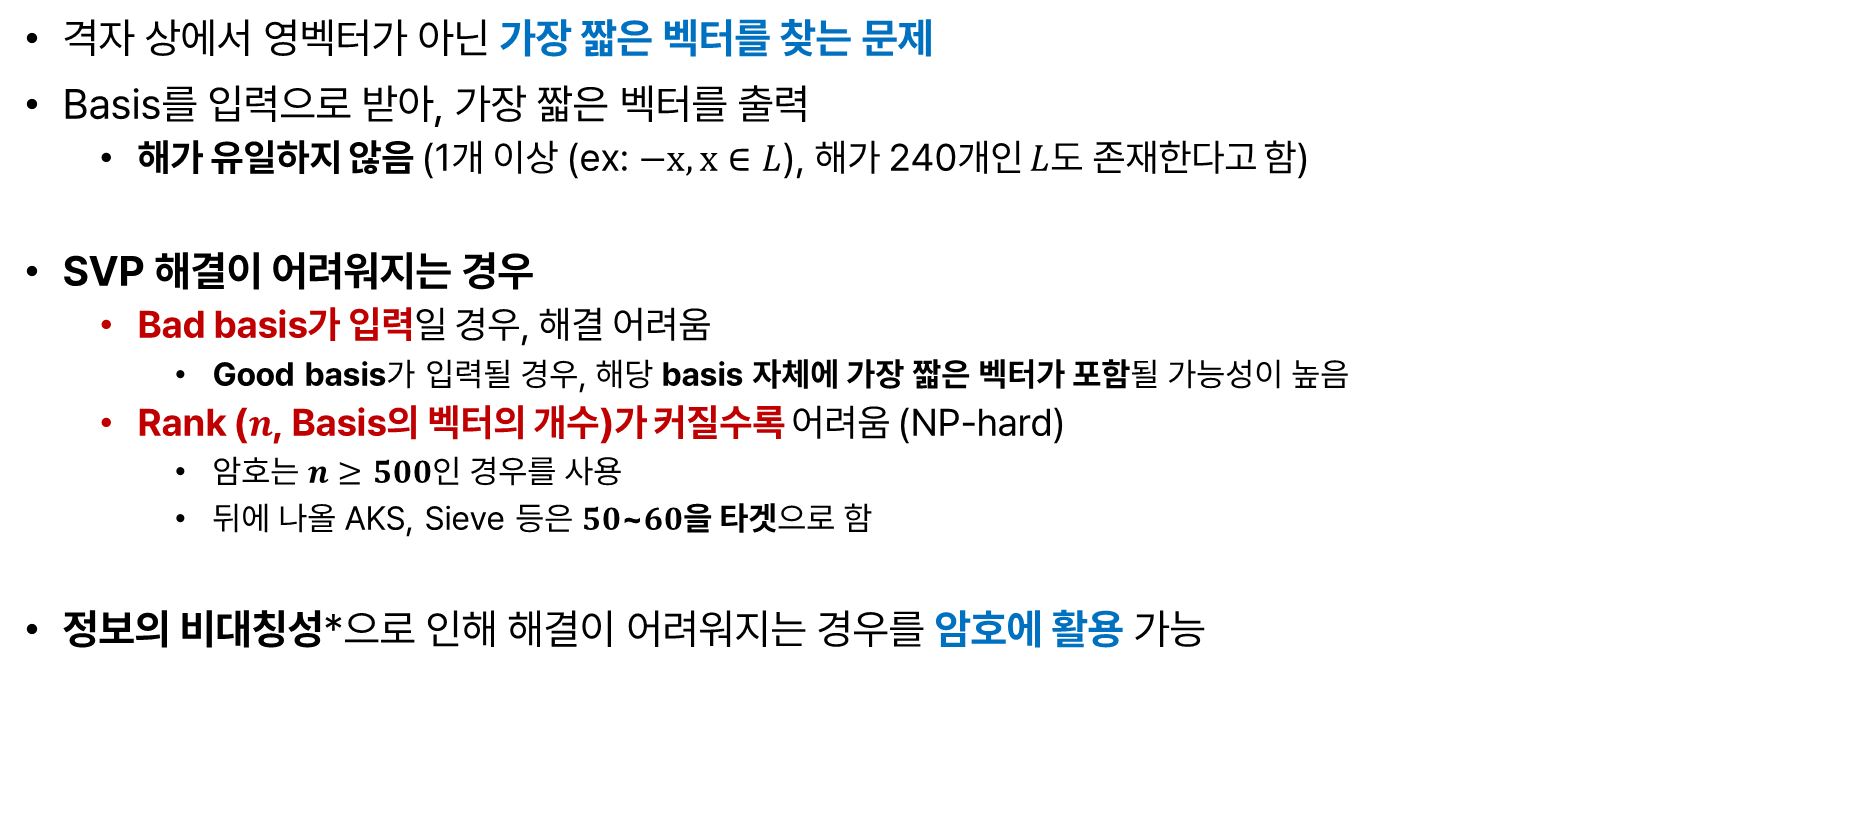 • 격자 상에서 영벡터가 아닌 가장 짧은 벡터를 찾는 문제
• Basis를 입력으로 받아, 가장 짧은 벡터를 출력
• 해가 유일하지 않음 (1개 이상 (ex: −x, x ∈ L), 해가 240개인 L도 존재한다고 함)
• SVP 해결이 어려워지는 경우
• Bad basis가 입력일 경우, 해결 어려움
• Good basis가 입력될 경우, 해당 basis 자체에 가장 짧은 벡터가 포함될 가능성이 높음
• Rank (n, Basis의 벡터의 개수)가 커질수록 어려움 (NP-hard)
• 암호는 n ≥ 500인 경우를 사용
• 뒤에 나올 AKS, Sieve 등은 50~60을 타겟으로 함
• 정보의 비대칭성*으로 인해 해결이 어려워지는 경우를 암호에 활용 가능